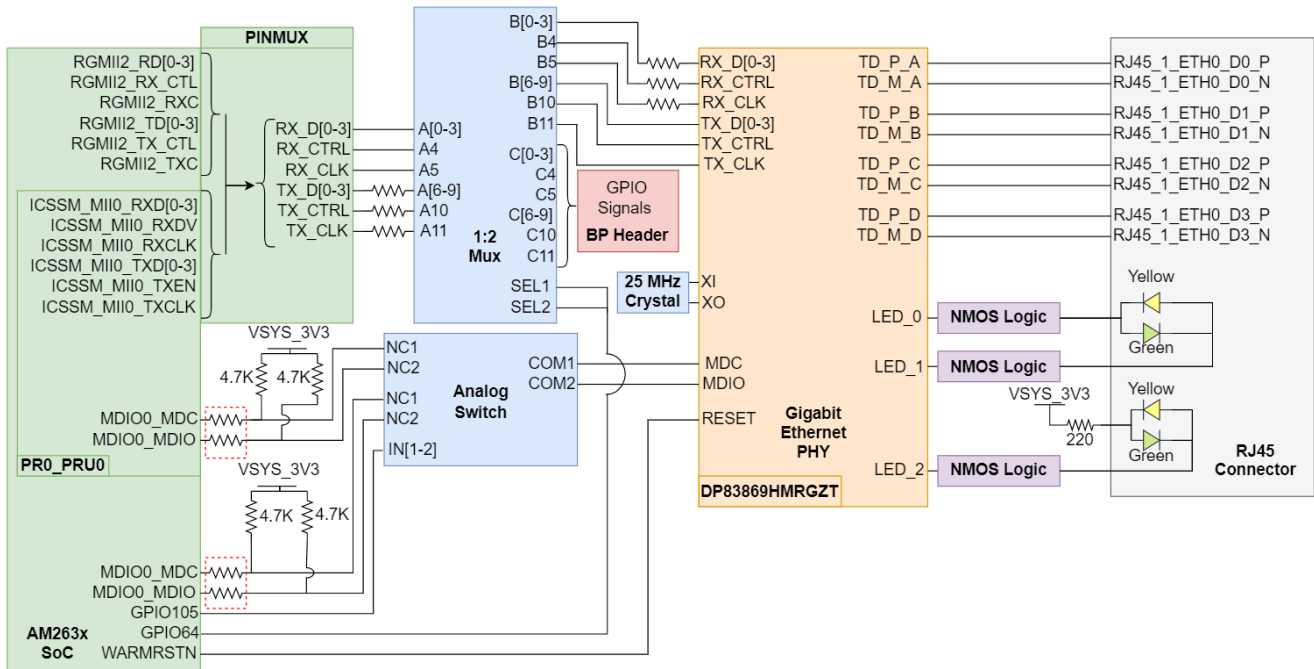 PINMUX
RGMII2_RD[0-3]
RGMII2_RX_CTL
RGMII2_RXC
RGMII2_TD[0-3]
RGMII2_TX_CTL
RGMII2_TXC
ICSSM_MII0_RXD[0-3]
ICSSM_MII0_RXDV
ICSSM_MII0_RXCLK
ICSSM_MII0_TXD[0-3]
ICSSM_MII0_TXEN
ICSSM_MII0_TXCLK
RX_D[0-3]
RX_CTRL
RX_CLK
TX_D[0-3]
TX_CTRL
TX_CLK
A[0-3]
A4
A5
A[6-9]
A10
A11
1:2
Mux
B[0-3]
B4
B5
B[6-9]
B10
B11
C[0-3]
C4
C5
C[6-9]
C10
C11
SEL1
SEL2
GPIO
Signals
BP Header
25 MHz
Crystal
RX_D[0-3]
RX_CTRL
RX_CLK
TX_D[0-3]
TX_CTRL
TX_CLK
XI
XO
MDC
MDIO
RESET
TD_P_A
TD_M_A
TD_P_B
TD_M_B
TD_P_C
TD_M_C
TD_P_D
TD_M_D
LED_0
LED_1
LED_2
Gigabit
Ethernet
PHY
DP83869HMRGZT
RJ45_1_ETH0_D0_P
RJ45_1_ETH0_D0_N
RJ45_1_ETH0_D1_P
RJ45_1_ETH0_D1_N
RJ45_1_ETH0_D2_P
RJ45_1_ETH0_D2_N
RJ45_1_ETH0_D3_P
RJ45_1_ETH0_D3_N
Yellow
Green
NMOS Logic
NMOS Logic
VSYS_3V3
220
Yellow
Green
NMOS Logic
RJ45
Connector
VSYS_3V3
4.7K
4.7K
MDIO0_MDC
MDIO0_MDIO
PR0_PRU0
NC1
NC2
NC1
NC2
IN[1-2]
COM1
COM2
Analog
Switch
VSYS_3V3
4.7K
4.7K
MDIO0_MDC
MDIO0_MDIO
GPIO105
GPIO64
WARMRSTN
AM263x
SoC